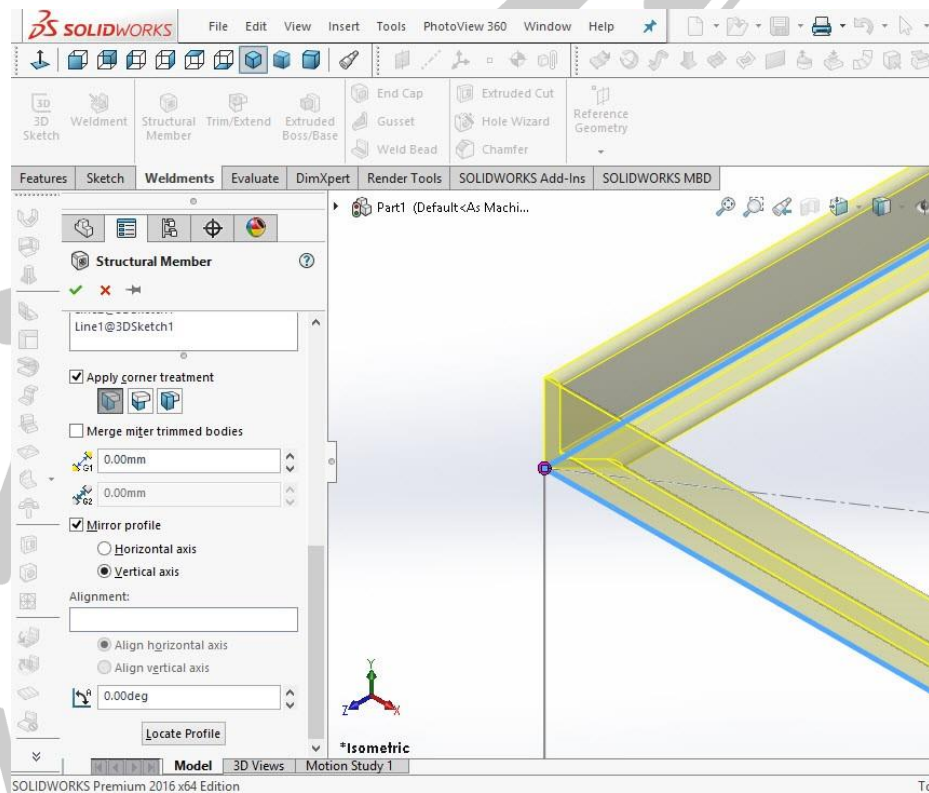 SOLIDWORKS File Edit View Insert Tools PhotoView 360 Window Help
3D Sketch Weldment Structural Member Trim/Extend Extruded Boss/Base End Cap Gusset Weld Bead Extruded Cut Hole Wizard Chamfer Reference Geometry
Features Sketch Weldments Evaluate DimXpert Render Tools SOLIDWORKS Add-Ins SOLIDWORKS MBD
Part1 (Default<As Machi...
Structural Member
Line1@3DSketch1
Apply corner treatment
Merge miter trimmed bodies
G1 0.00mm
G2 0.00mm
Mirror profile
Horizontal axis
Vertical axis
Alignment:
Align horizontal axis
Align vertical axis
0.00deg
Locate Profile
Y
Z X
*Isometric
Model 3D Views Motion Study 1
SOLIDWORKS Premium 2016 x64 Edition